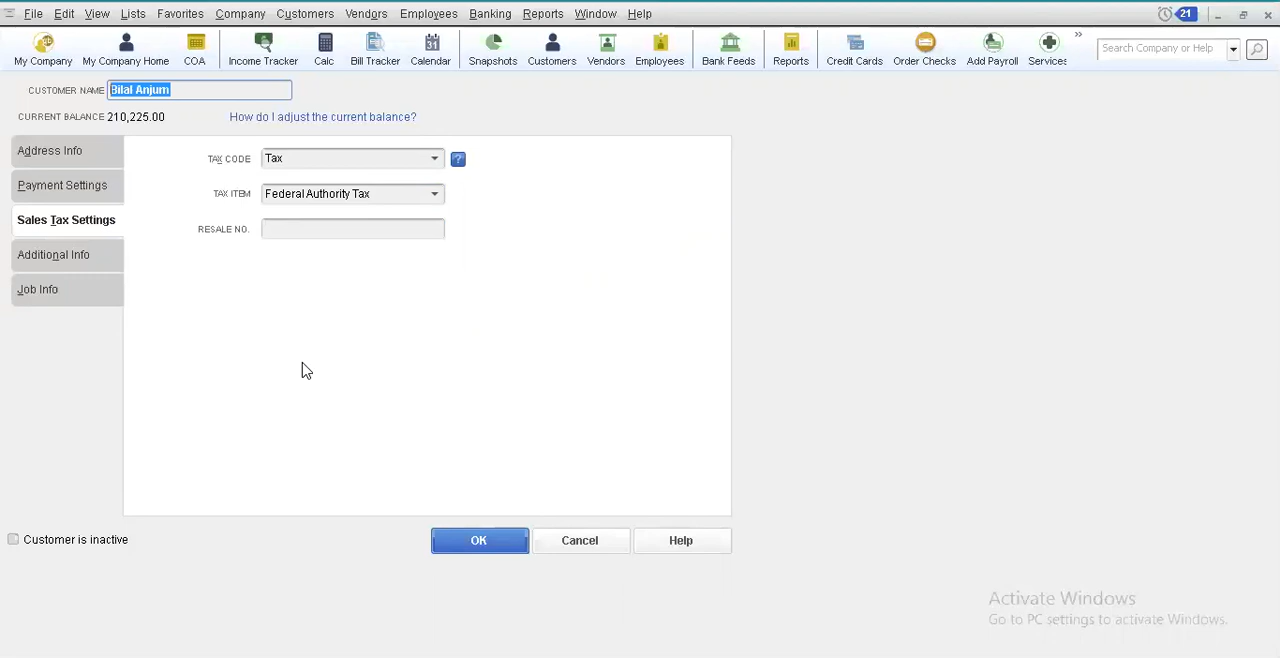 File Edit View Lists Favorites Company Customers Vendors Employees Banking Reports Window Help 21
My Company My Company Home COA Income Tracker Calc Bill Tracker 31 Calendar Snapshots Customers Vendors Employees Bank Feeds Reports Credit Cards Order Checks Add Payroll Services » Search Company or Help
CUSTOMER NAME Bilal Anjum
CURRENT BALANCE 210,225.00 How do I adjust the current balance?
Address Info
TAX CODE Tax ?
Payment Settings
TAX ITEM Federal Authority Tax
Sales Tax Settings
RESALE NO.
Additional Info
Job Info
Customer is inactive OK Cancel Help
Activate Windows
Go to PC settings to activate Windows.